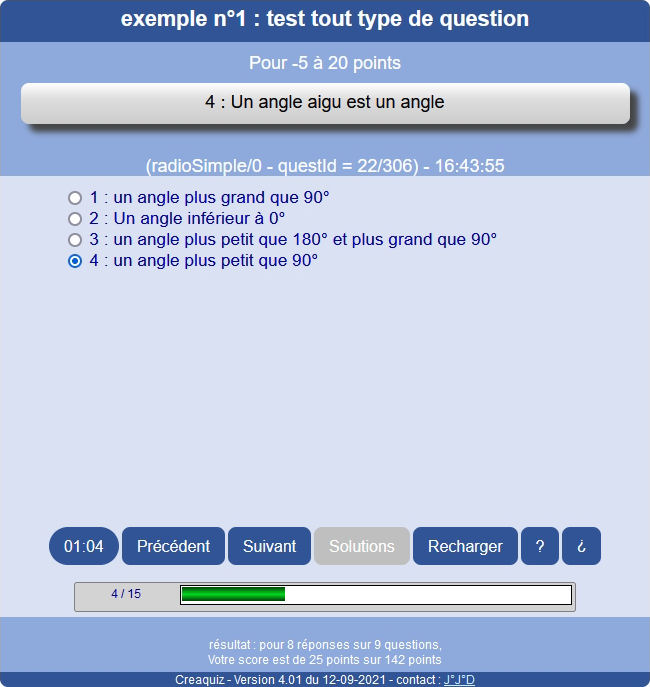 exemple n°1 : test tout type de question
Pour -5 à 20 points
4 : Un angle aigu est un angle
(radioSimple/0 - questId = 22/306) - 16:43:55
1 : un angle plus grand que 90°
2 : Un angle inférieur à 0°
3 : un angle plus petit que 180° et plus grand que 90°
4 : un angle plus petit que 90°
01:04 Précédent Suivant Solutions Recharger ? ¿
4 / 15
résultat : pour 8 réponses sur 9 questions,
Votre score est de 25 points sur 142 points
Creaquiz - Version 4.01 du 12-09-2021 - contact : J°J°D